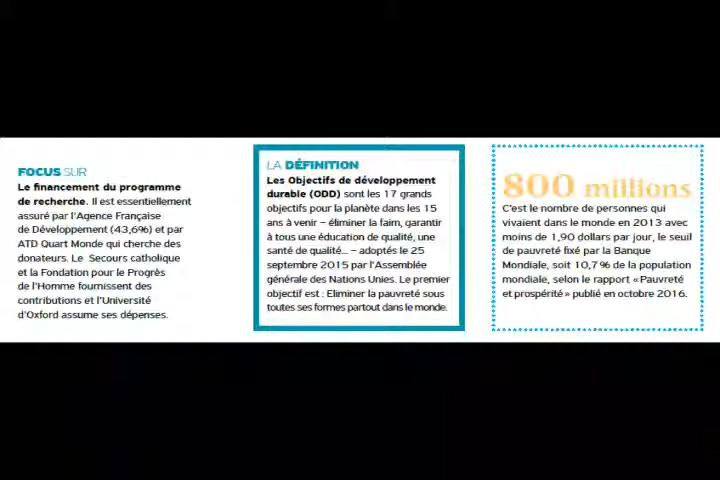 FOCUS SUR
Le financement du programme
de recherche. Il est essentiellement
assuré par l'Agence Française
de Développement (43,6%) et par
ATD Quart Monde qui cherche des
donateurs. Le Secours catholique
et la Fondation pour le Progrès
de l'Homme fournissent des
contributions et l'Université
d'Oxford assume ses dépenses.
LA DÉFINITION
Les Objectifs de développement
durable (ODD) sont les 17 grands
objectifs pour la planète dans les 15
ans à venir – éliminer la faim, garantir
à tous une éducation de qualité, une
santé de qualité... – adoptés le 25
septembre 2015 par l'Assemblée
générale des Nations Unies. Le premier
objectif est : Eliminer la pauvreté sous
toutes ses formes partout dans le monde.
800 millions
C'est le nombre de personnes qui
vivaient dans le monde en 2013 avec
moins de 1,90 dollars par jour, le seuil
de pauvreté fixé par la Banque
Mondiale, soit 10,7 % de la population
mondiale, selon le rapport «Pauvreté
et prospérité» publié en octobre 2016.